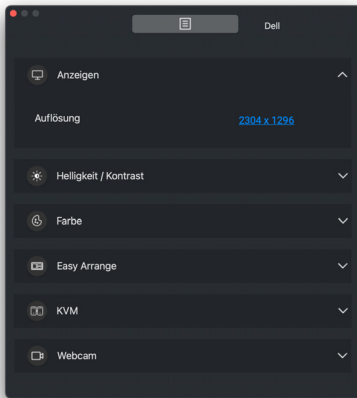 Dell
Anzeigen
Auflösung
2304 x 1296
Helligkeit / Kontrast
Farbe
Easy Arrange
KVM
Webcam